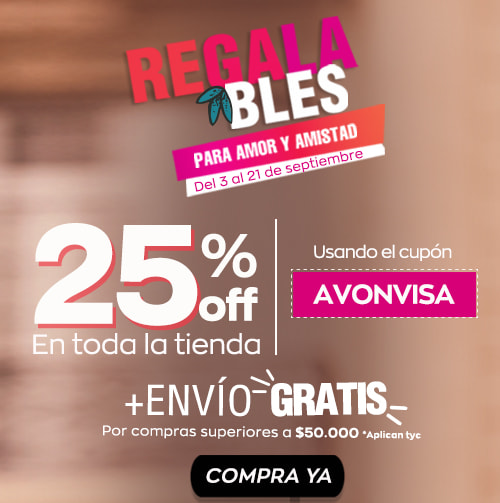 REGALA
BLES
PARA AMOR Y AMISTAD
Del 3 al 21 de septiembre
25% off
En toda la tienda
Usando el cupón
AVONVISA
+ENVÍO GRATIS
Por compras superiores a $50.000 *Aplican tyc
COMPRA YA